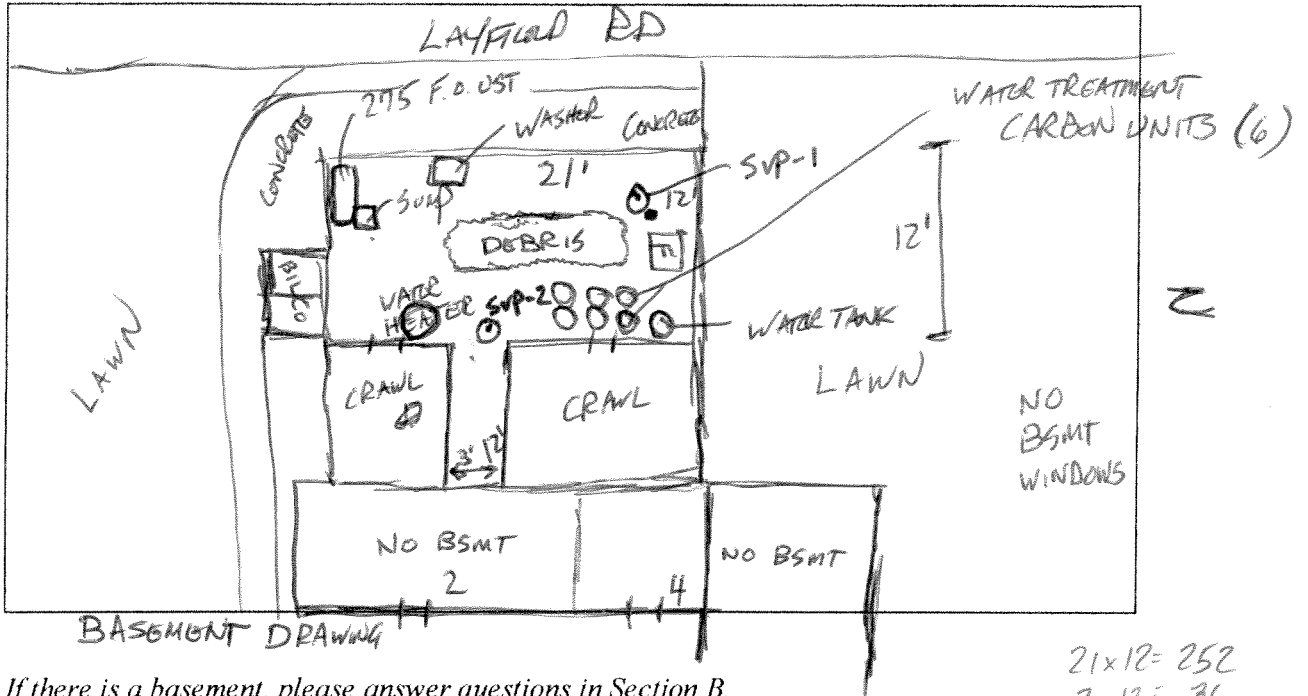 LAYFIELD RD
275 F.O. UST
WASHER
CONCRETE
WATER TREATMENT
CARBON UNITS (6)
CONCRETE
21'
SVP-1
SUMP
12'
DEBRIS
12'
BILCO
WATER
HEATER
SVP-2
WATER TANK
LAWN
LAWN
CRAWL
CRAWL
NO
BSMT
WINDOWS
3'
12'
NO BSMT
NO BSMT
2
4
BASEMENT DRAWING
21x12= 252
If there is a basement, please answer questions in Section B